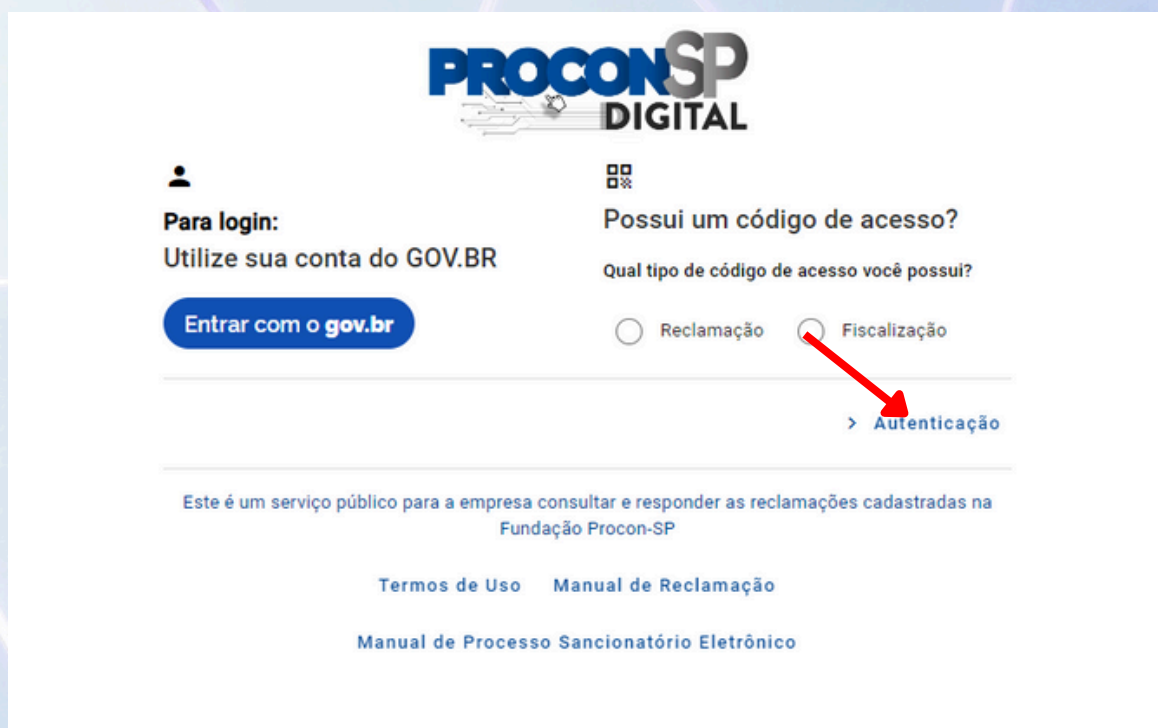 PROCONSP
DIGITAL
Para login:
Utilize sua conta do GOV.BR
Entrar com o gov.br
Possui um código de acesso?
Qual tipo de código de acesso você possui?
Reclamação Fiscalização
> Autenticação
Este é um serviço público para a empresa consultar e responder as reclamações cadastradas na
Fundação Procon-SP
Termos de Uso Manual de Reclamação
Manual de Processo Sancionatório Eletrônico